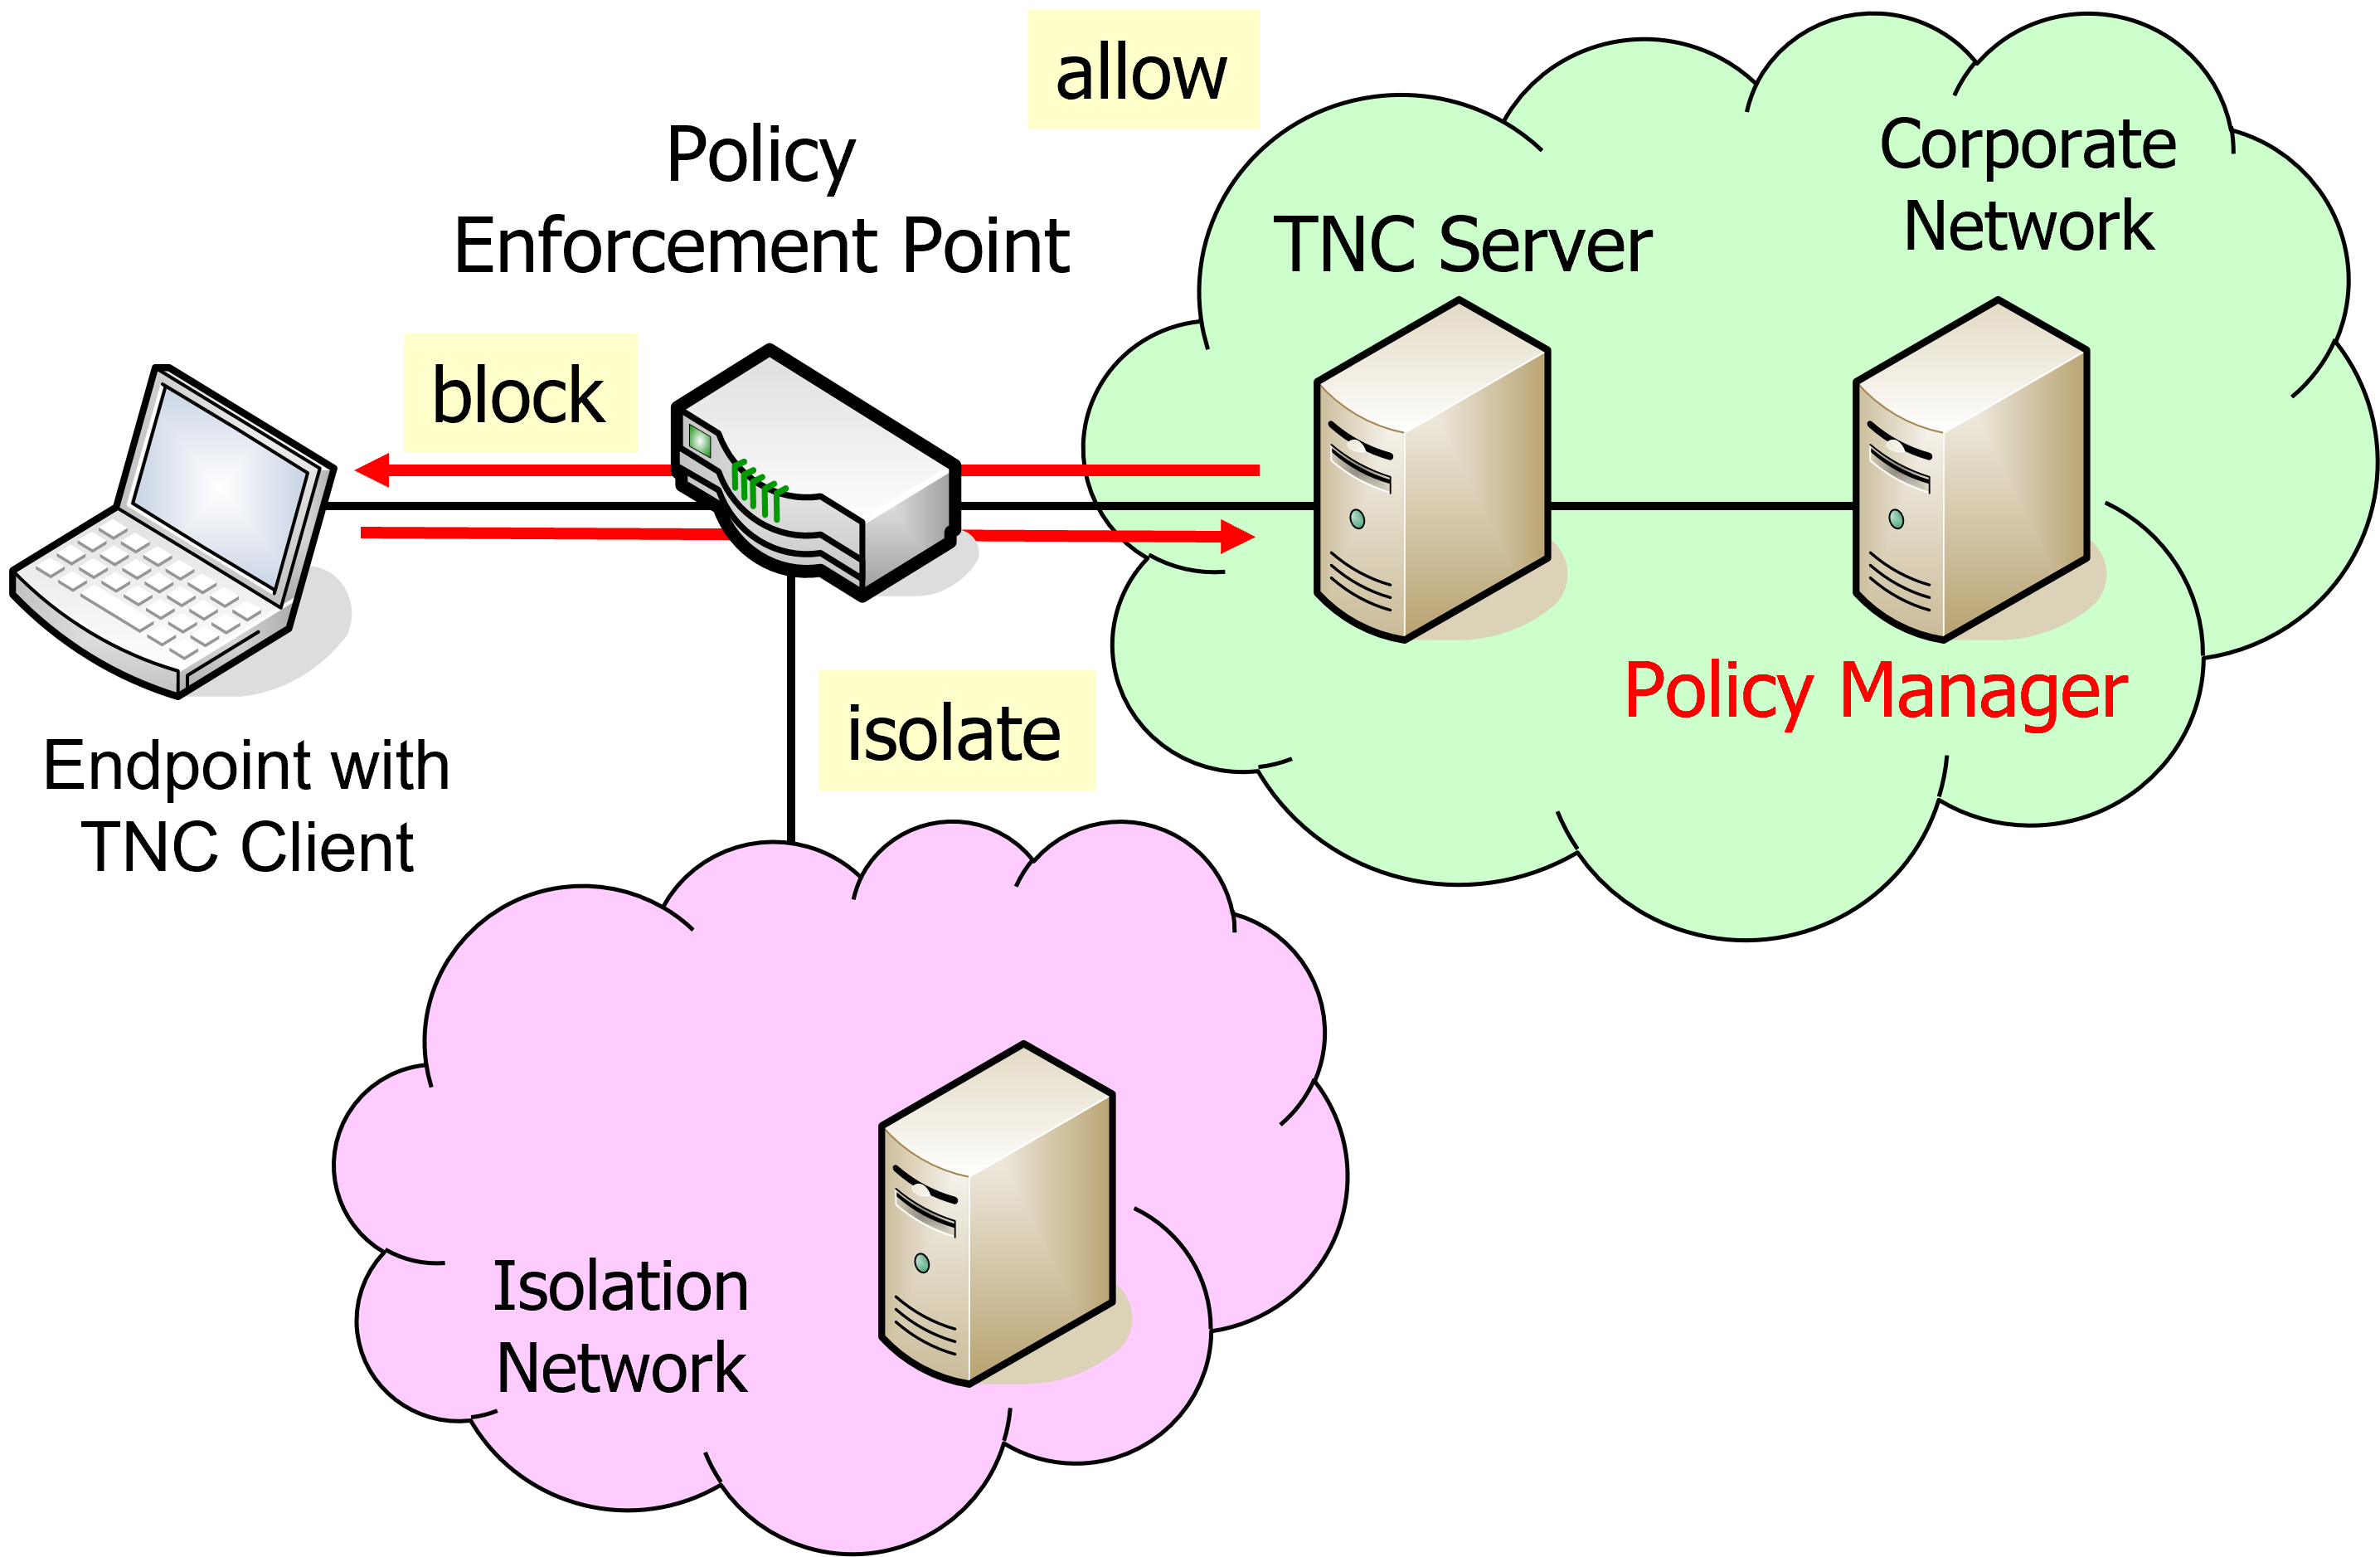 allow
Policy
Enforcement Point
Corporate
Network
TNC Server
block
Policy Manager
isolate
Endpoint with
TNC Client
Isolation
Network